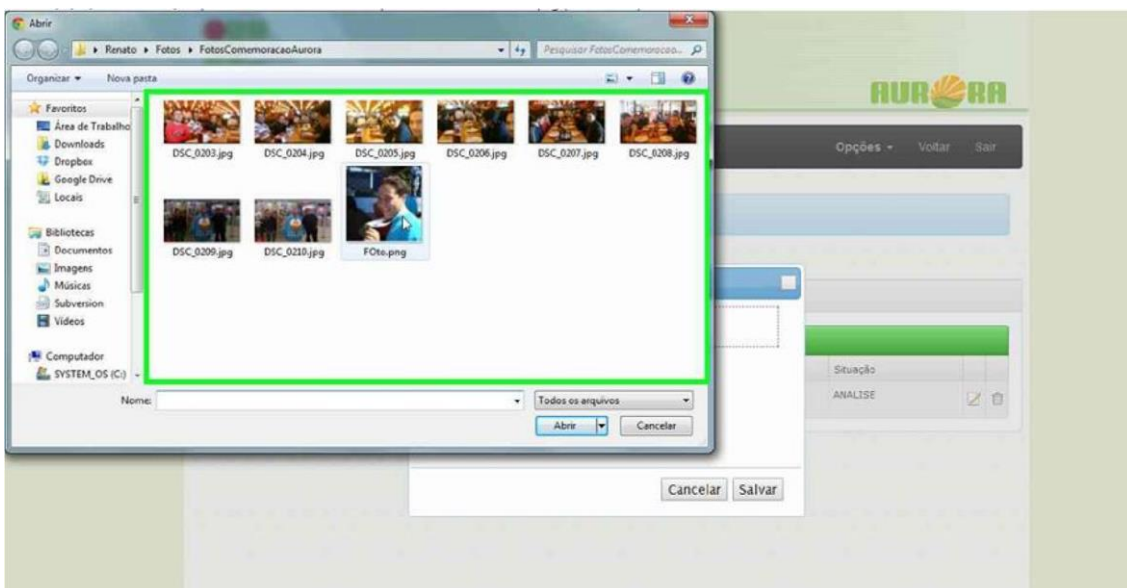 Abrir
Renato ▸ Fotos ▸ FotosComemoracaoAurora
Pesquisar FotosComemoracao...
Organizar
Nova pasta
Favoritos
Área de Trabalho
Downloads
Dropbox
Google Drive
Locais
Bibliotecas
Documentos
Imagens
Músicas
Subversion
Vídeos
Computador
SYSTEM_OS (C:)
DSC_0203.jpg DSC_0204.jpg DSC_0205.jpg DSC_0206.jpg DSC_0207.jpg DSC_0208.jpg
DSC_0209.jpg DSC_0210.jpg FOto.png
Nome:
Todos os arquivos
Abrir Cancelar
AURORA
Opções Voltar Sair
Situação
ANALISE
Cancelar Salvar